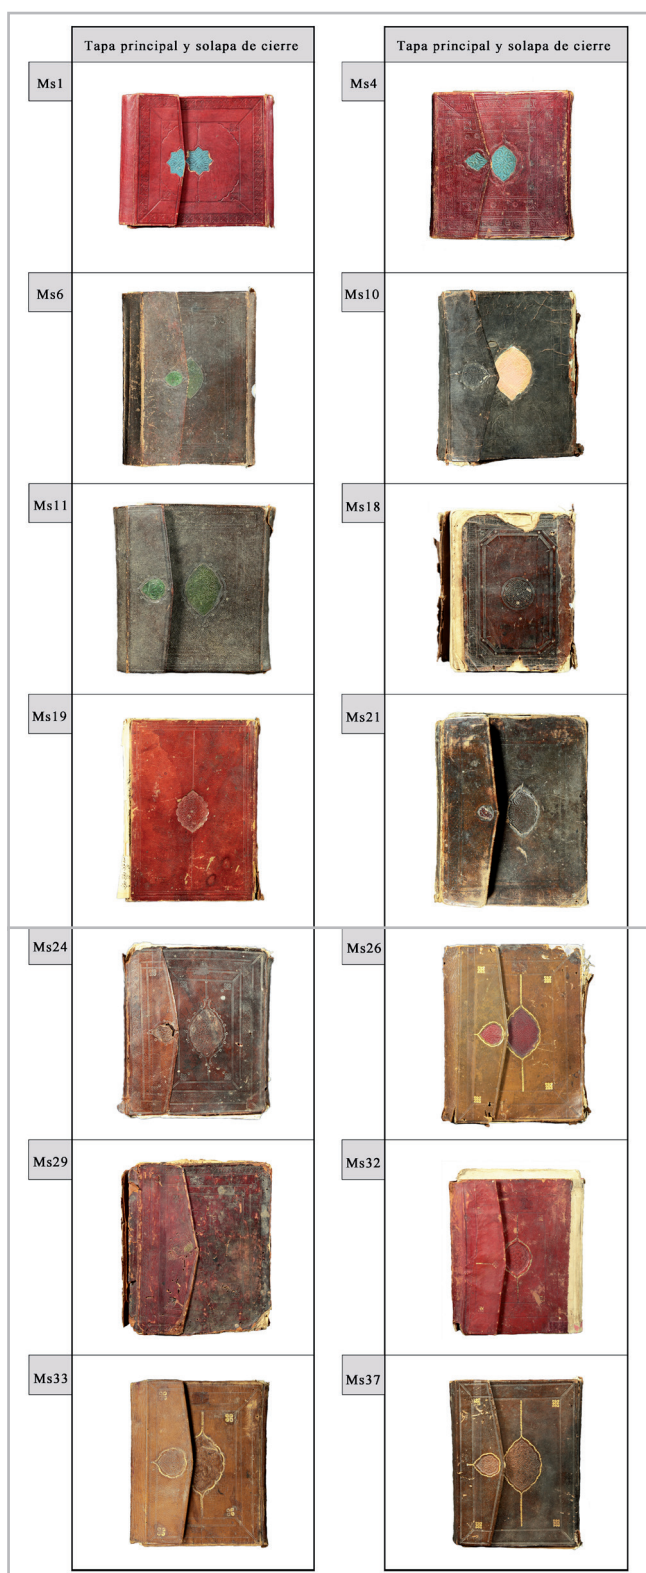 Tapa principal y solapa de cierre
Tapa principal y solapa de cierre
Ms1
Ms4
Ms6
Ms10
Ms11
Ms18
Ms19
Ms21
Ms24
Ms26
Ms29
Ms32
Ms33
Ms37